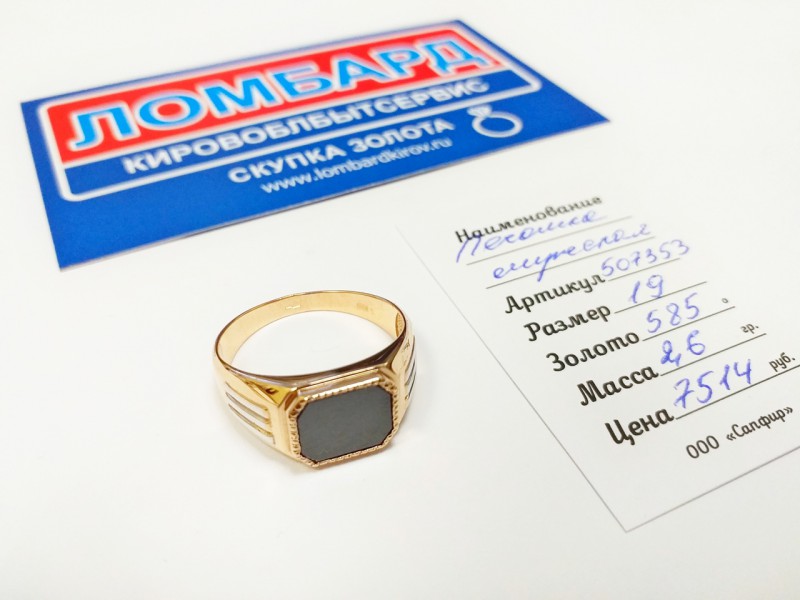 ЛОМБАРД
КИРОВОБЛБЫТСЕРВИС
СКУПКА ЗОЛОТА
www.lombardkirov.ru
Наименование
Печатка
мужская
Артикул 507353
Размер 19
Золото 585 °
Масса 2,6 гр.
Цена 7514 руб.
ООО «Сапфир»